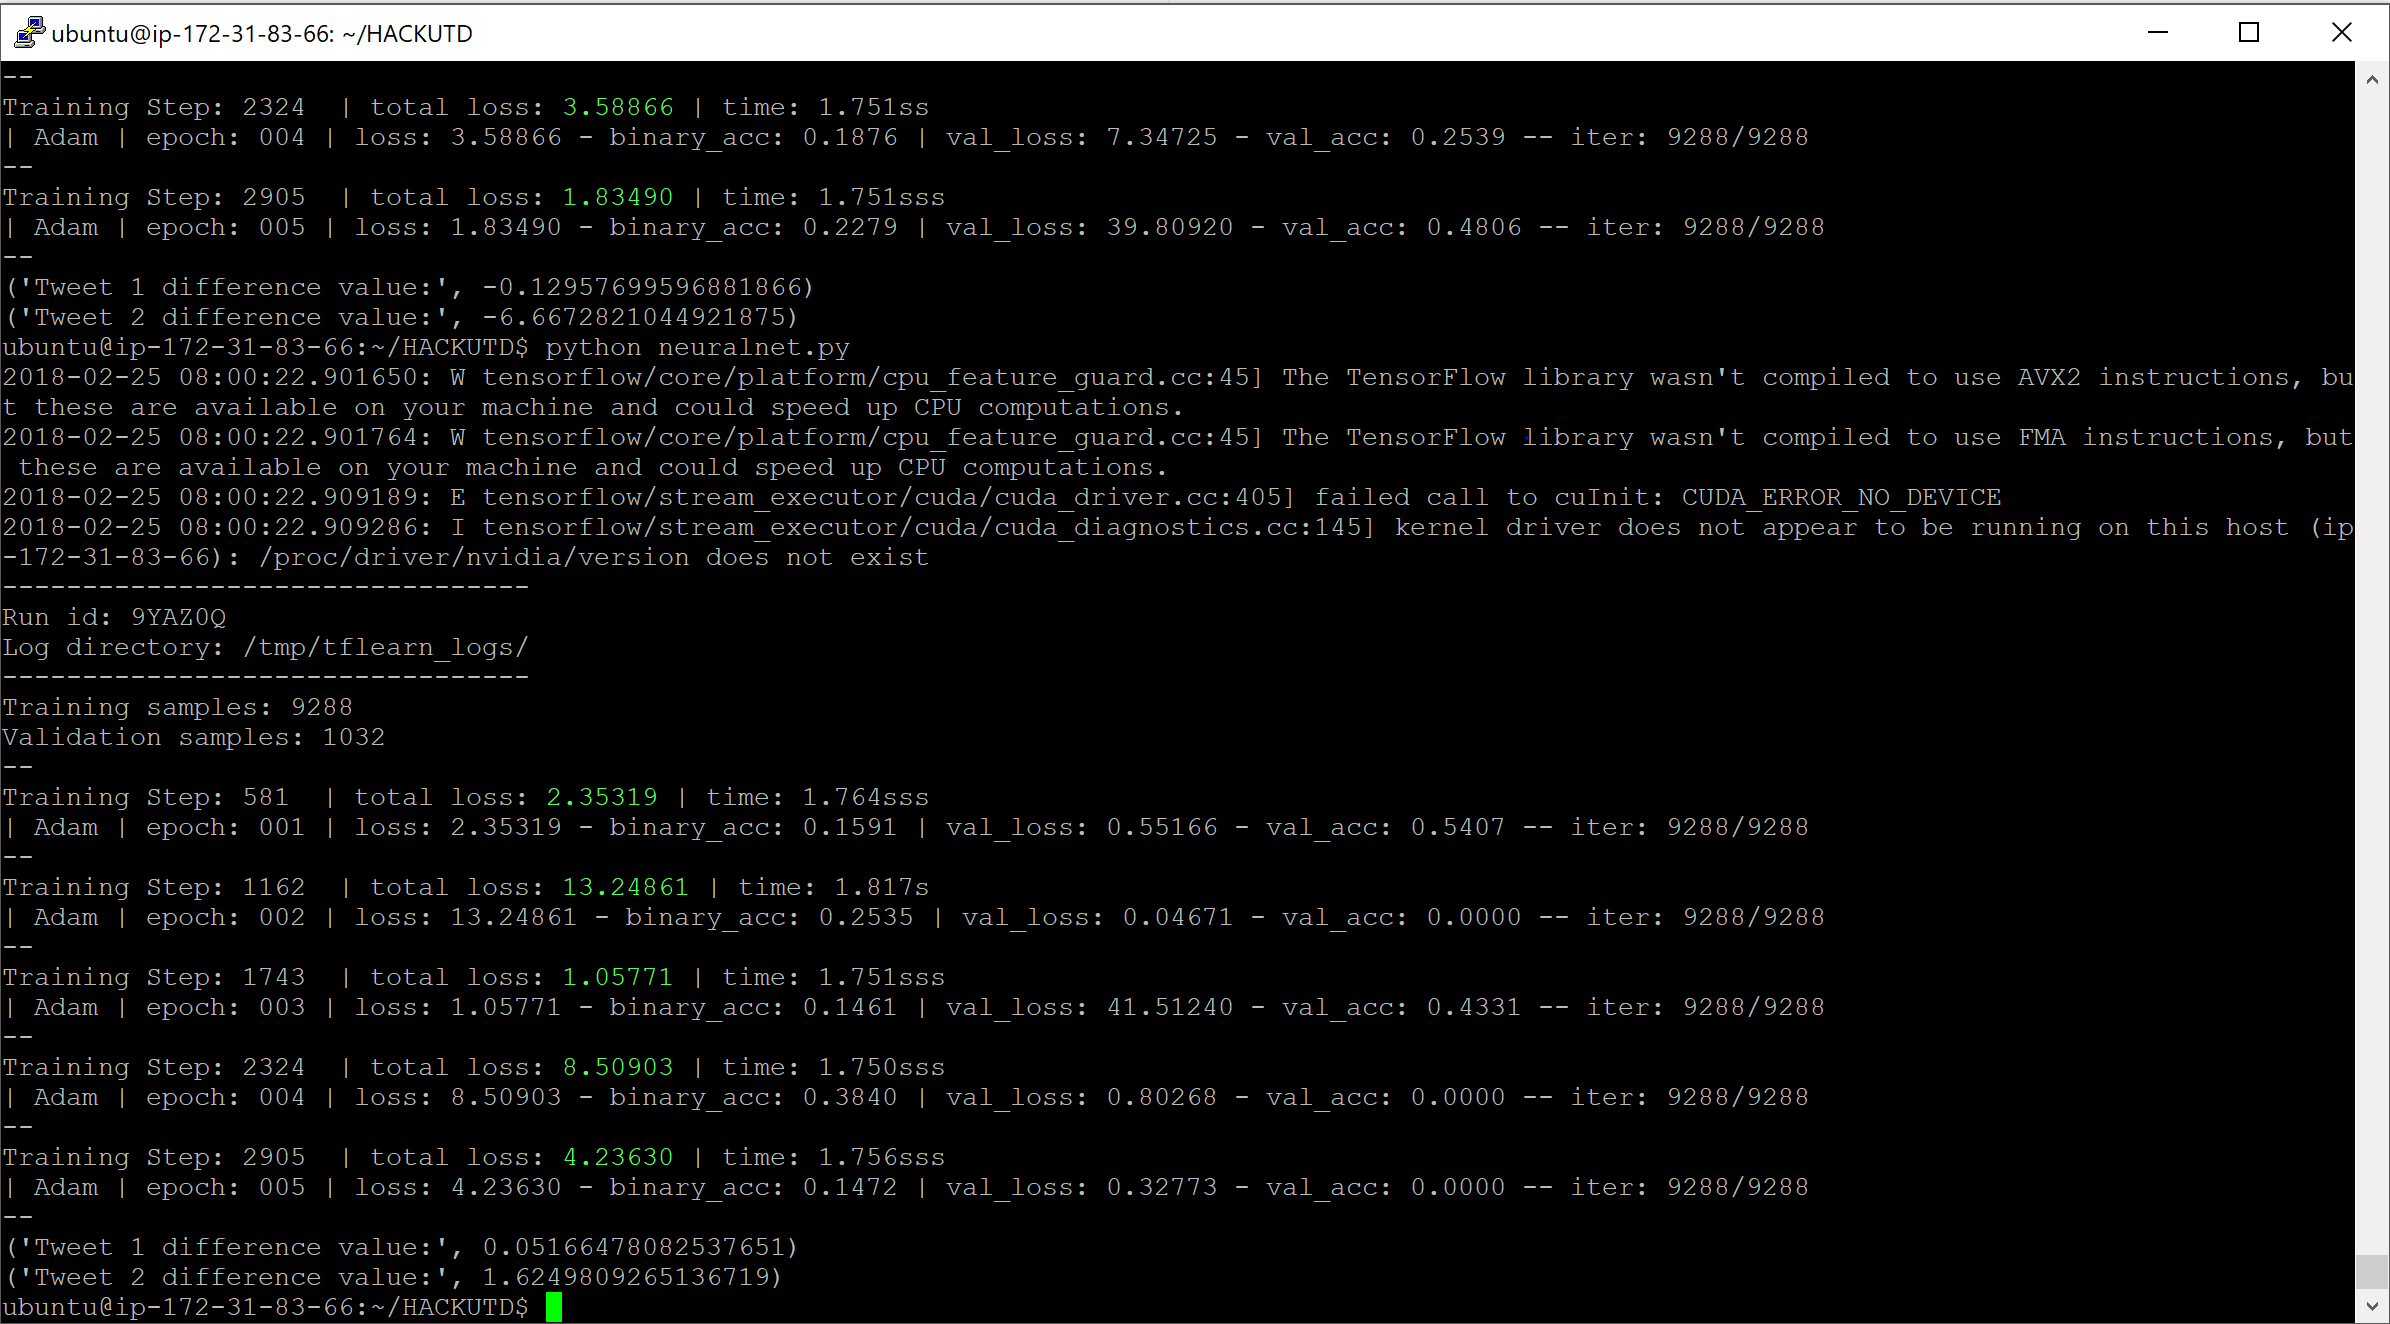 ubuntu@ip-172-31-83-66: ~/HACKUTD
--
Training Step: 2324  | total loss: 3.58866 | time: 1.751ss
| Adam | epoch: 004 | loss: 3.58866 - binary_acc: 0.1876 | val_loss: 7.34725 - val_acc: 0.2539 -- iter: 9288/9288
--
Training Step: 2905  | total loss: 1.83490 | time: 1.751sss
| Adam | epoch: 005 | loss: 1.83490 - binary_acc: 0.2279 | val_loss: 39.80920 - val_acc: 0.4806 -- iter: 9288/9288
--
('Tweet 1 difference value:', -0.12957699596881866)
('Tweet 2 difference value:', -6.6672821044921875)
ubuntu@ip-172-31-83-66:~/HACKUTD$ python neuralnet.py
2018-02-25 08:00:22.901650: W tensorflow/core/platform/cpu_feature_guard.cc:45] The TensorFlow library wasn't compiled to use AVX2 instructions, bu
t these are available on your machine and could speed up CPU computations.
2018-02-25 08:00:22.901764: W tensorflow/core/platform/cpu_feature_guard.cc:45] The TensorFlow library wasn't compiled to use FMA instructions, but
 these are available on your machine and could speed up CPU computations.
2018-02-25 08:00:22.909189: E tensorflow/stream_executor/cuda/cuda_driver.cc:405] failed call to cuInit: CUDA_ERROR_NO_DEVICE
2018-02-25 08:00:22.909286: I tensorflow/stream_executor/cuda/cuda_diagnostics.cc:145] kernel driver does not appear to be running on this host (ip
-172-31-83-66): /proc/driver/nvidia/version does not exist
---------------------------------
Run id: 9YAZ0Q
Log directory: /tmp/tflearn_logs/
---------------------------------
Training samples: 9288
Validation samples: 1032
--
Training Step: 581  | total loss: 2.35319 | time: 1.764sss
| Adam | epoch: 001 | loss: 2.35319 - binary_acc: 0.1591 | val_loss: 0.55166 - val_acc: 0.5407 -- iter: 9288/9288
--
Training Step: 1162  | total loss: 13.24861 | time: 1.817s
| Adam | epoch: 002 | loss: 13.24861 - binary_acc: 0.2535 | val_loss: 0.04671 - val_acc: 0.0000 -- iter: 9288/9288
--
Training Step: 1743  | total loss: 1.05771 | time: 1.751sss
| Adam | epoch: 003 | loss: 1.05771 - binary_acc: 0.1461 | val_loss: 41.51240 - val_acc: 0.4331 -- iter: 9288/9288
--
Training Step: 2324  | total loss: 8.50903 | time: 1.750sss
| Adam | epoch: 004 | loss: 8.50903 - binary_acc: 0.3840 | val_loss: 0.80268 - val_acc: 0.0000 -- iter: 9288/9288
--
Training Step: 2905  | total loss: 4.23630 | time: 1.756sss
| Adam | epoch: 005 | loss: 4.23630 - binary_acc: 0.1472 | val_loss: 0.32773 - val_acc: 0.0000 -- iter: 9288/9288
--
('Tweet 1 difference value:', 0.05166478082537651)
('Tweet 2 difference value:', 1.6249809265136719)
ubuntu@ip-172-31-83-66:~/HACKUTD$